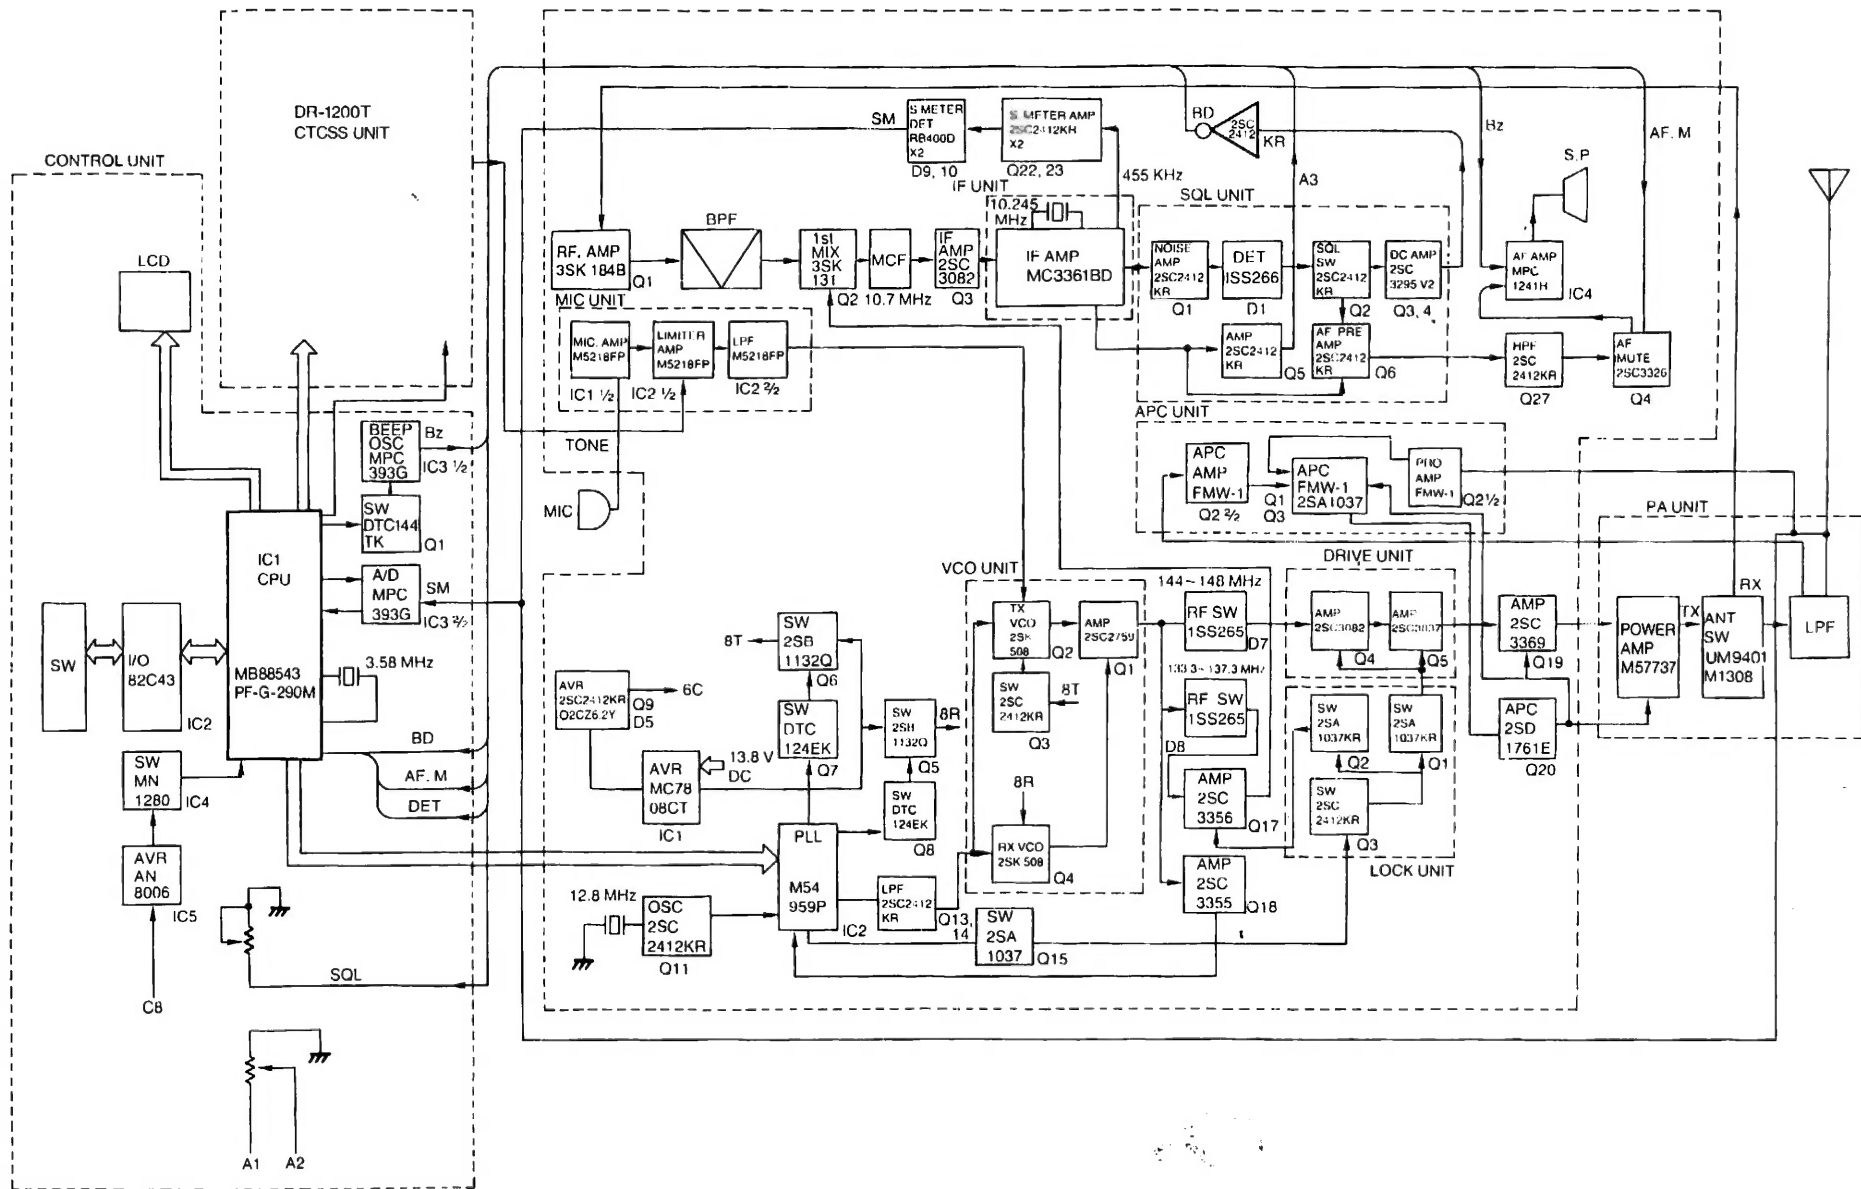 DR-1200T
CTCSS UNIT
CONTROL UNIT
LCD
BEEP
OSC
MPC
393G
Bz
IC3 ½
SW
DTC144
TK
Q1
IC1
CPU
MB88543
PF-G-290M
A/D
MPC
393G
SM
IC3 2/2
3.58 MHz
SW
I/O
82C43
IC2
SW
MN
1280
IC4
AVR
AN
8006
IC5
C8
BD
AF. M
DET
SQL
A1
A2
SM
S.METER
DET
RB400D
X2
D9, 10
S. METER AMP
2SC2412KR
X2
Q22, 23
455 KHz
BD
2SC
2412
KR
A3
Bz
AF. M
S.P
RF. AMP
3SK 184B
Q1
BPF
1st
MIX
3SK
131
Q2
MCF
10.7 MHz
IF
AMP
2SC
3082
Q3
IF UNIT
10.245
MHz
IF AMP
MC3361BD
SQL UNIT
NOISE
AMP
2SC2412
KR
Q1
DET
ISS266
D1
SQL
SW
2SC2412
KR
Q2
DC AMP
2SC
3295 V2
Q3, 4
AMP
2SC2412
KR
Q5
AF PRE
AMP
2SC2412
KR
Q6
AF AMP
MPC
1241H
IC4
HPF
2SC
2412KR
Q27
AF
MUTE
2SC3326
Q4
MIC UNIT
MIC. AMP
M5218FP
IC1 ½
LIMITER
AMP
M5218FP
IC2 ½
LPF
M5218FP
IC2 2/2
TONE
MIC
APC UNIT
APC
AMP
FMW-1
Q2 2/2
Q1
Q3
APC
FMW-1
2SA1037
AMP
FMW-1
Q2½
PA UNIT
POWER
AMP
M57737
TX
RX
ANT
SW
UM9401
M1308
LPF
DRIVE UNIT
AMP
2SC3082
Q4
AMP
2SC3037
Q5
AMP
2SC
3369
Q19
APC
2SD
1761E
Q20
SW
2SA
1037KR
Q2
SW
2SA
1037KR
Q1
SW
2SC
2412KR
Q3
LOCK UNIT
VCO UNIT
TX
VCO
2SK
508
Q2
AMP
2SC2759
Q1
SW
2SC
2412KR
Q3
8T
8R
RX VCO
2SK 508
Q4
144~148 MHz
RF SW
1SS265
D7
133.3~137.3 MHz
RF SW
1SS265
D8
AMP
2SC
3356
Q17
AMP
2SC
3355
Q18
8T
SW
2SB
1132Q
Q6
AVR
2SC2412KR
O2CZ6.2Y
Q9
D5
6C
SW
DTC
124EK
Q7
SW
2SB
1132Q
Q5
8R
AVR
MC78
08CT
IC1
13.8 V
DC
SW
DTC
124EK
Q8
PLL
M54
959P
IC2
12.8 MHz
OSC
2SC
2412KR
Q11
LPF
2SC2412
KR
Q13,
14
SW
2SA
1037
Q15